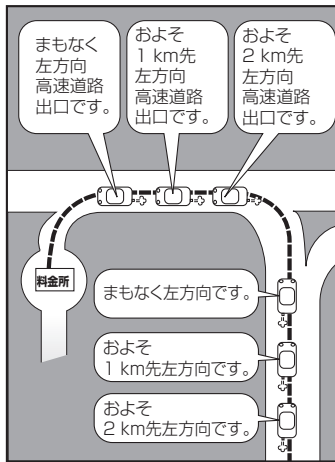 まもなく
左方向
高速道路
出口です。
およそ
1 km先
左方向
高速道路
出口です。
およそ
2 km先
左方向
高速道路
出口です。
料金所
まもなく左方向です。
およそ
1 km先左方向です。
およそ
2 km先左方向です。